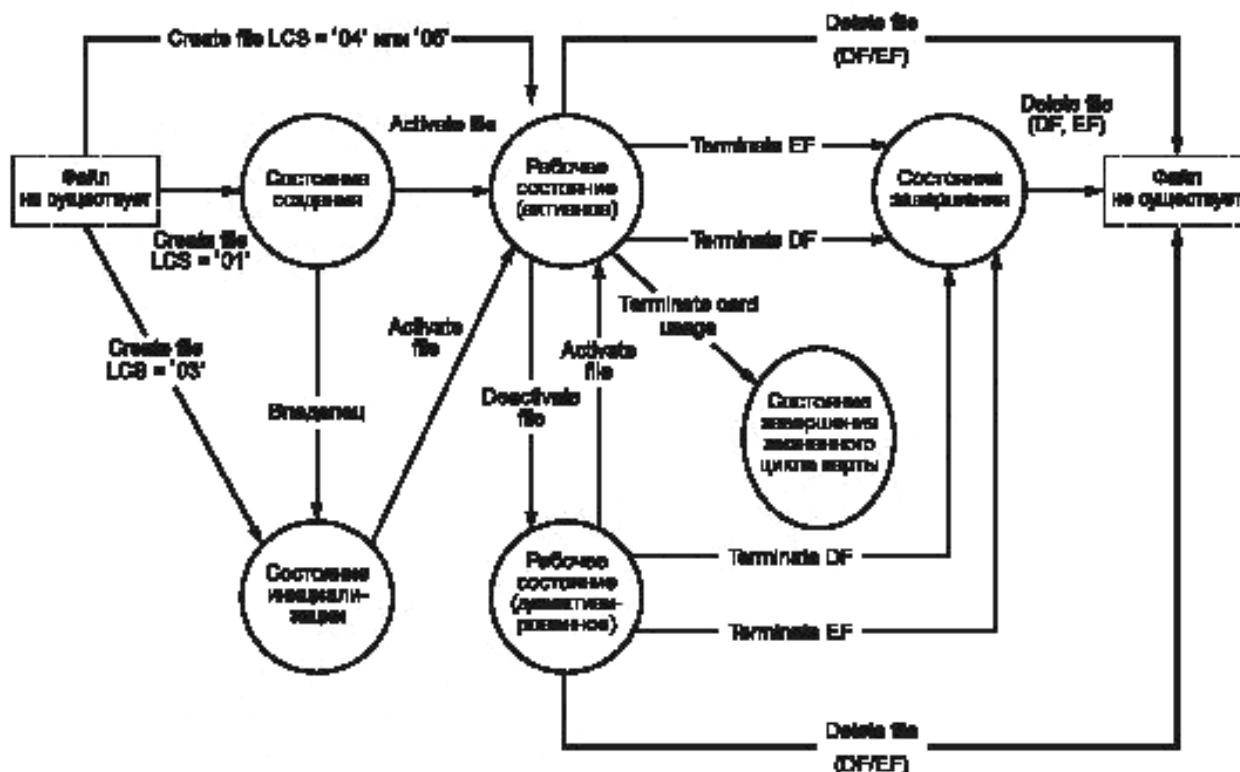 Create file LCS = '04' или '05'
Delete file
(DF/EF)
Activate file
Delete file
(DF, EF)
Terminate EF
Файл
не существует
Состояние
создания
Рабочее
состояние
(активное)
Состояние
завершения
Файл
не существует
Terminate DF
Create file
LCS = '01'
Terminate card
usage
Activate
file
Activate
file
Create file
LCS = '03'
Deactivate
file
Владелец
Состояние
завершения
жизненного
цикла карты
Состояние
инициали-
зации
Рабочее
состояние
(деактиви-
рованное)
Terminate DF
Terminate EF
Delete file
(DF/EF)